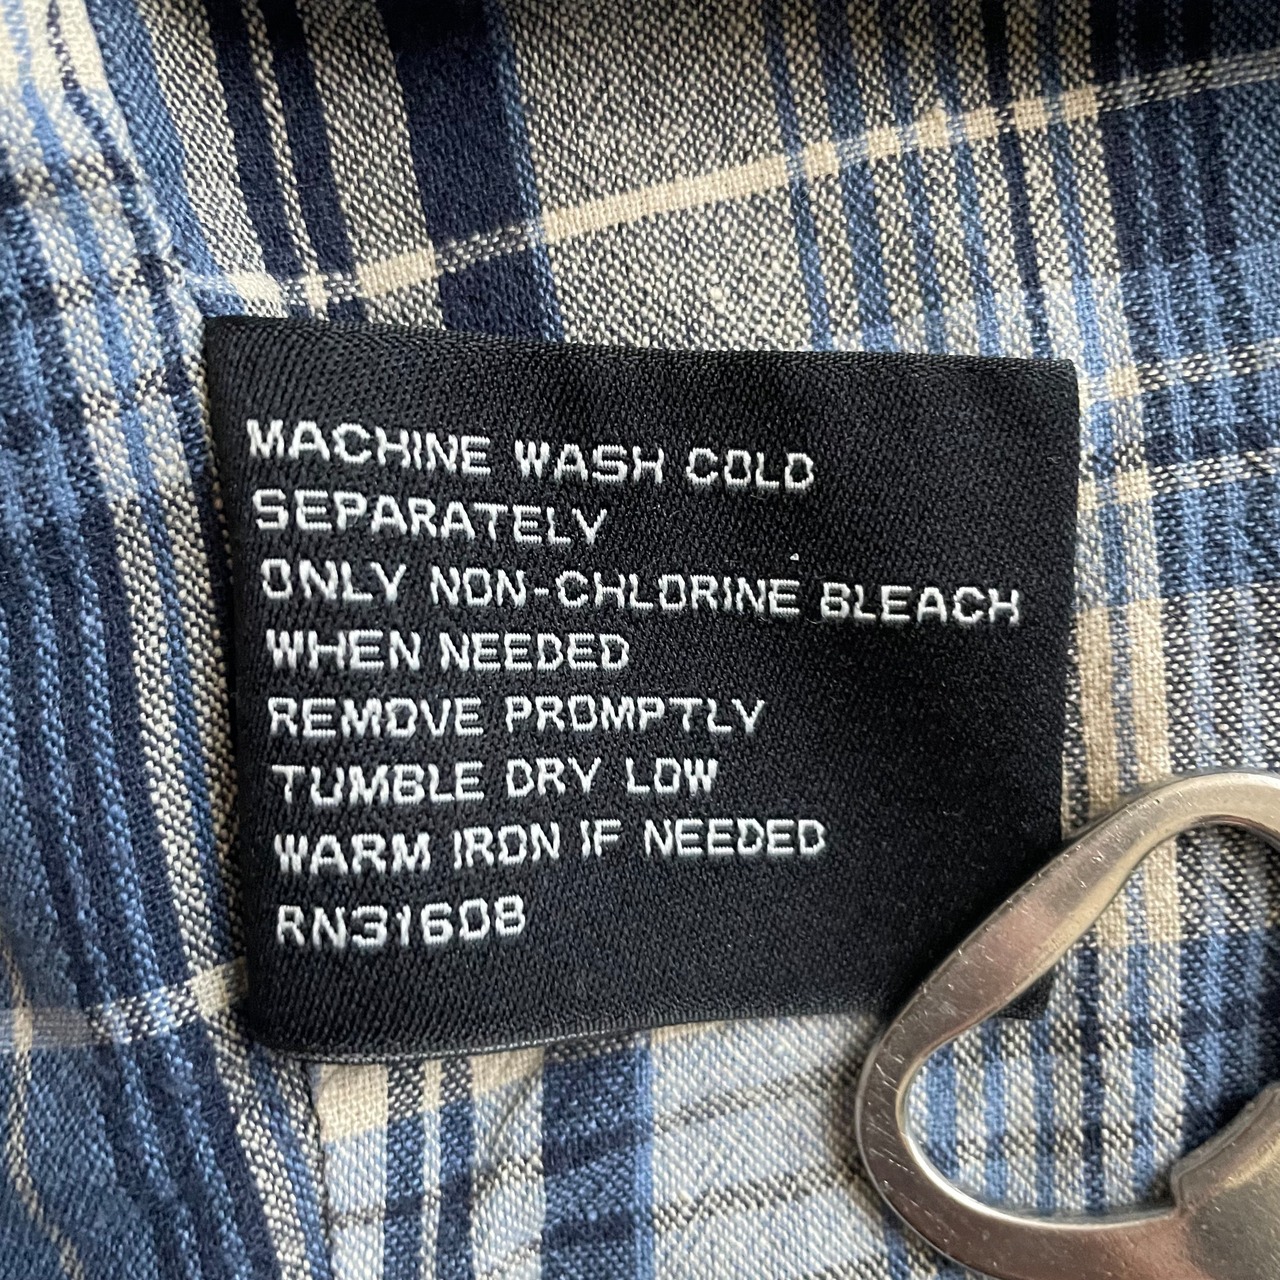 MACHINE WASH COLD
SEPARATELY
ONLY NON-CHLORINE BLEACH
WHEN NEEDED
REMOVE PROMPTLY
TUMBLE DRY LOW
WARM IRON IF NEEDED
RN31608